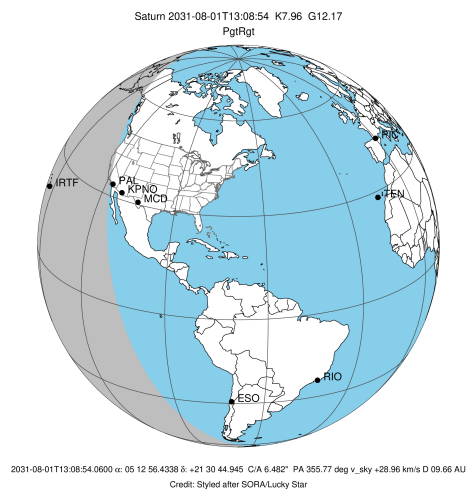 Saturn 2031-08-01T13:08:54 K7.96 G12.17
PgtRgt
IRTF
PAL
KPNO
MCD
PIC
TEN
ESO
RIO
2031-08-01T13:08:54.0600 α: 05 12 56.4338 δ: +21 30 44.945 C/A 6.482" PA 355.77 deg v_sky +28.96 km/s D 09.66 AU
Credit: Styled after SORA/Lucky Star